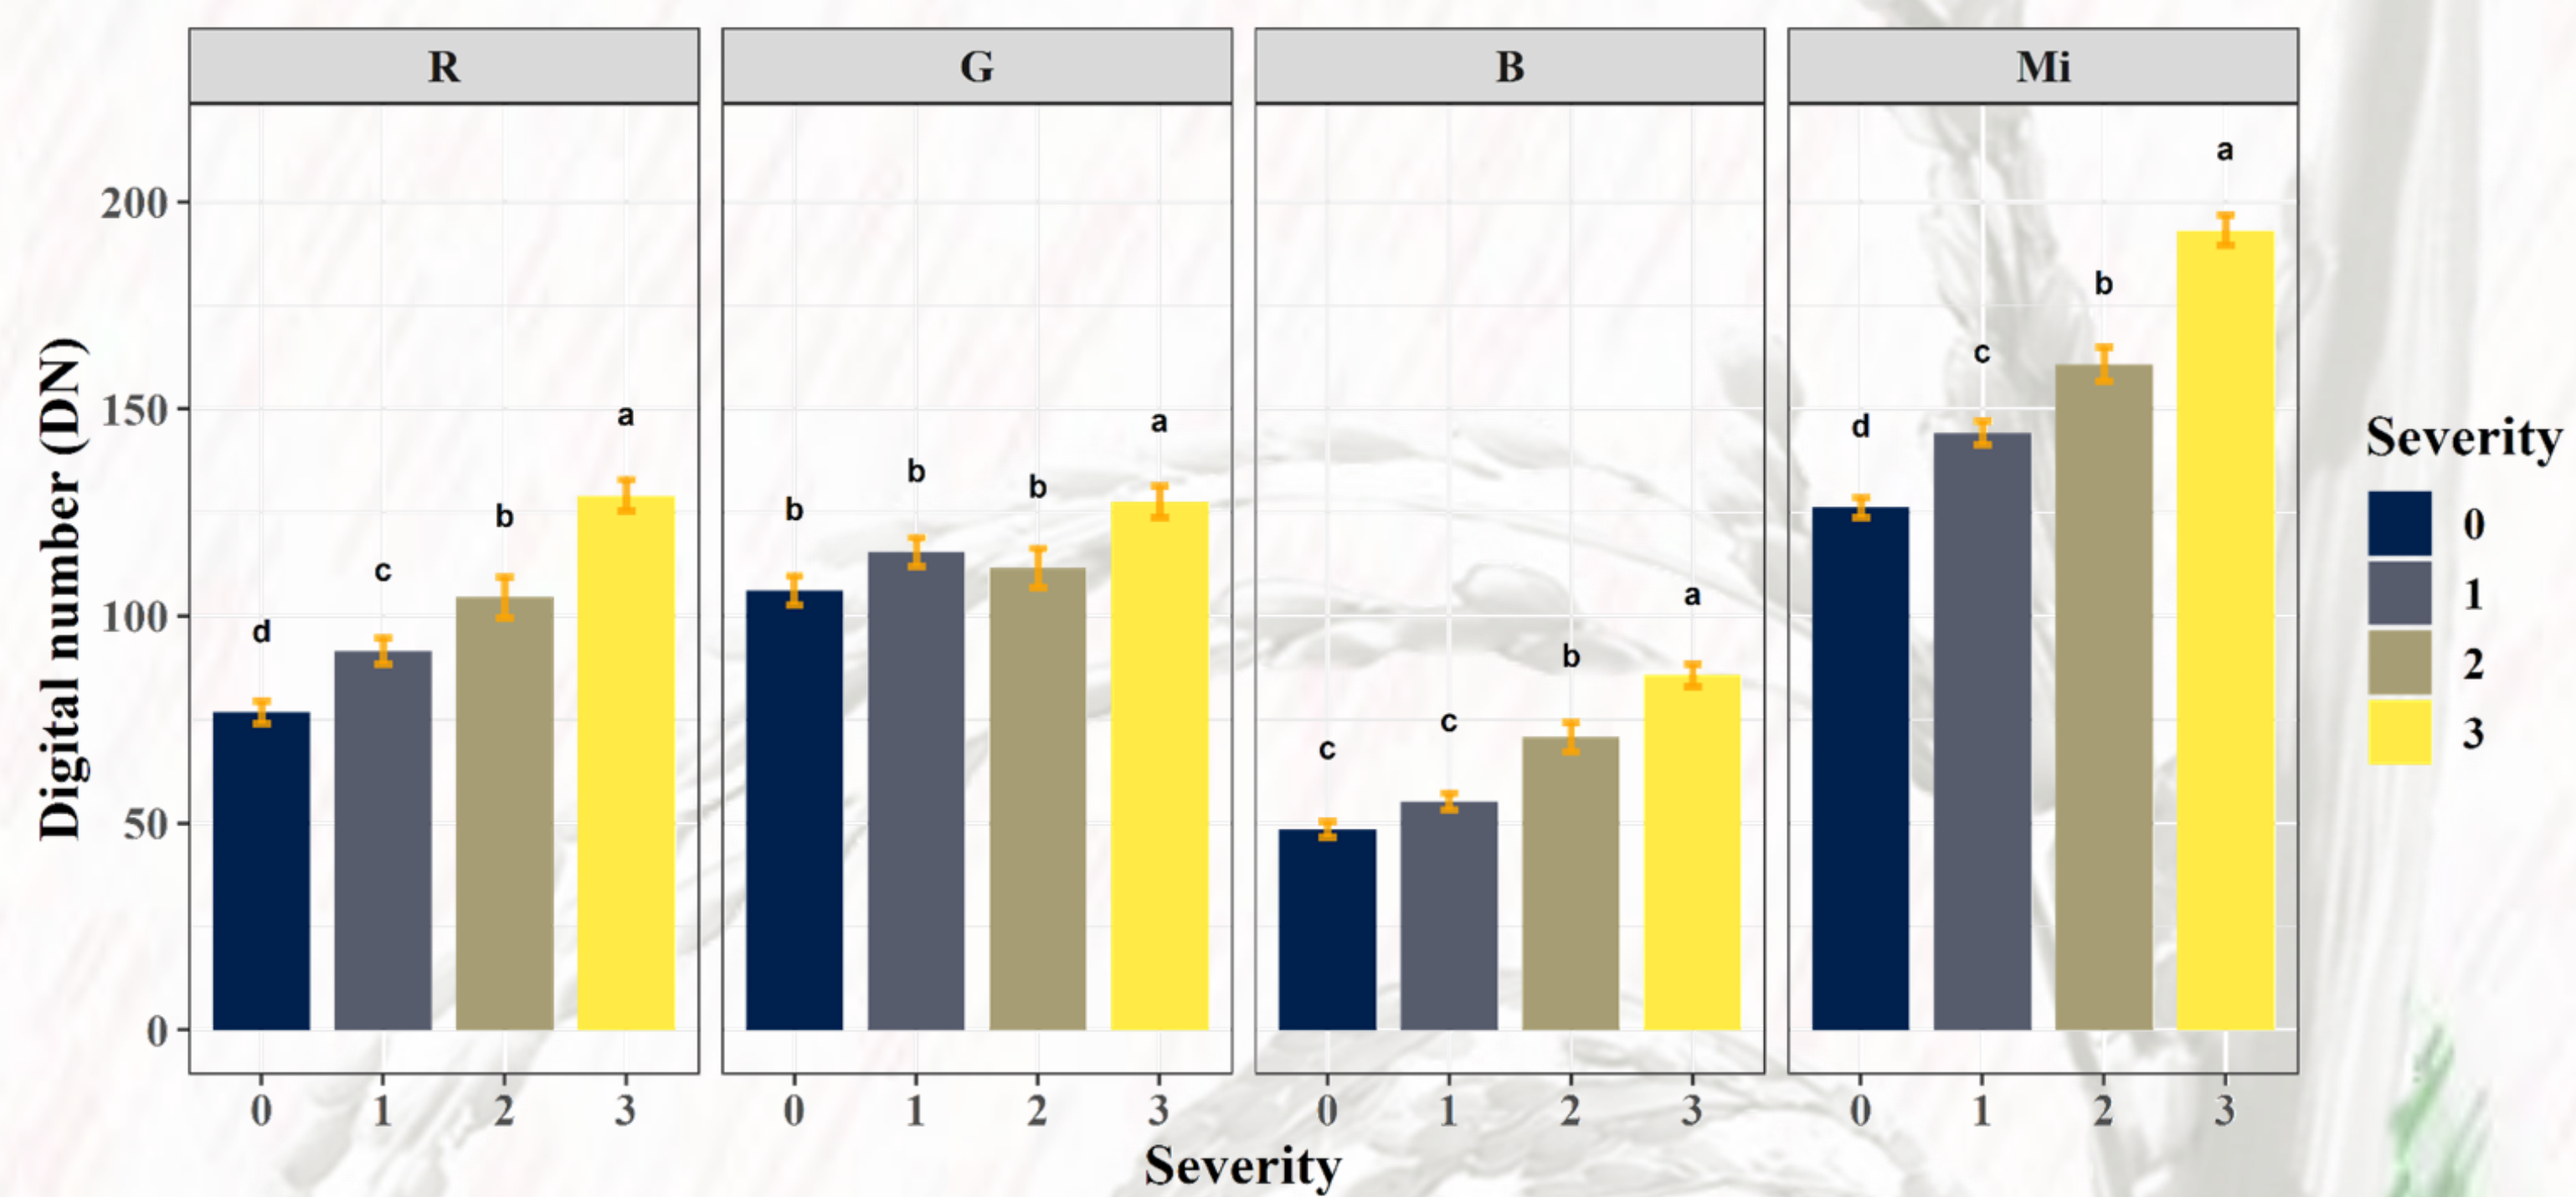 R G B Mi
Digital number (DN)
200
150
100
50
0
d c b a
b b b a
c c b a
d c b a
0 1 2 3 0 1 2 3 0 1 2 3 0 1 2 3
Severity
Severity
0
1
2
3